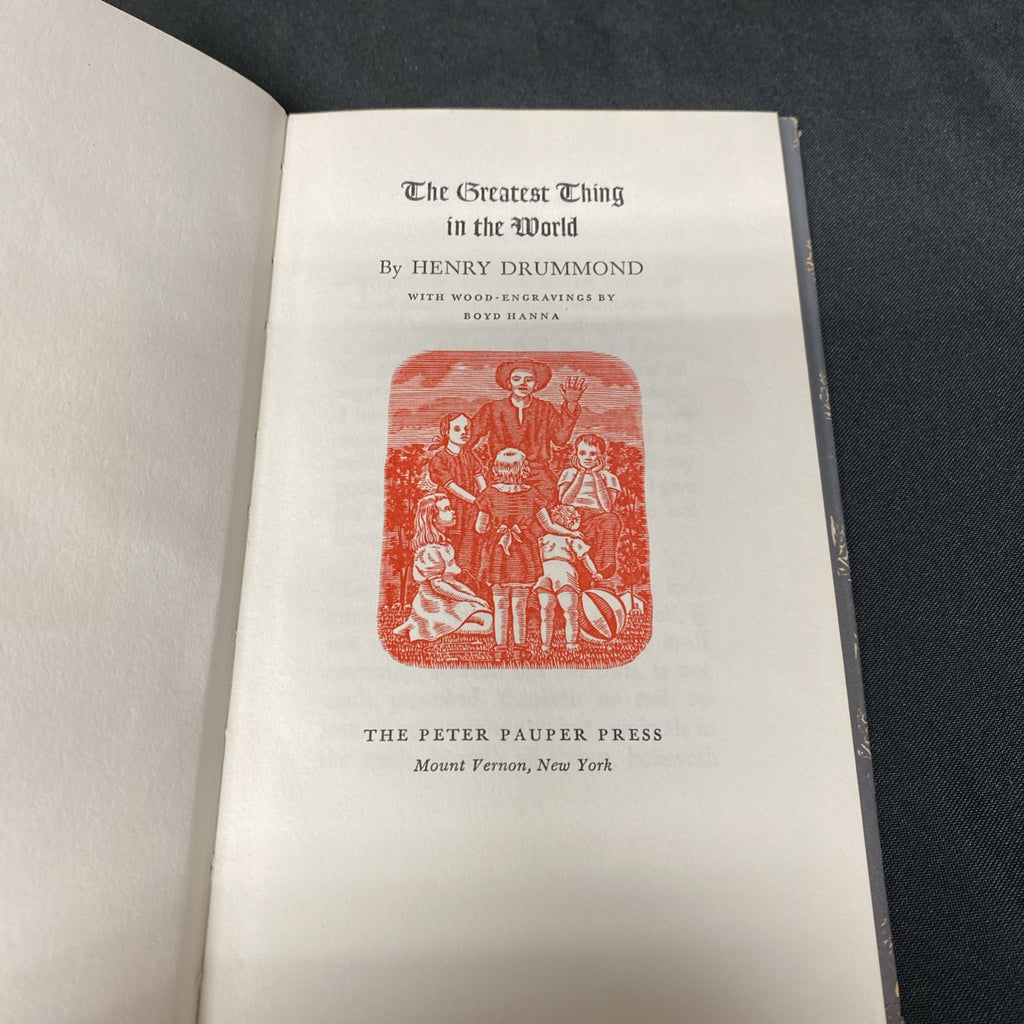 The Greatest Thing
in the World
By HENRY DRUMMOND
WITH WOOD-ENGRAVINGS BY
BOYD HANNA
THE PETER PAUPER PRESS
Mount Vernon, New York